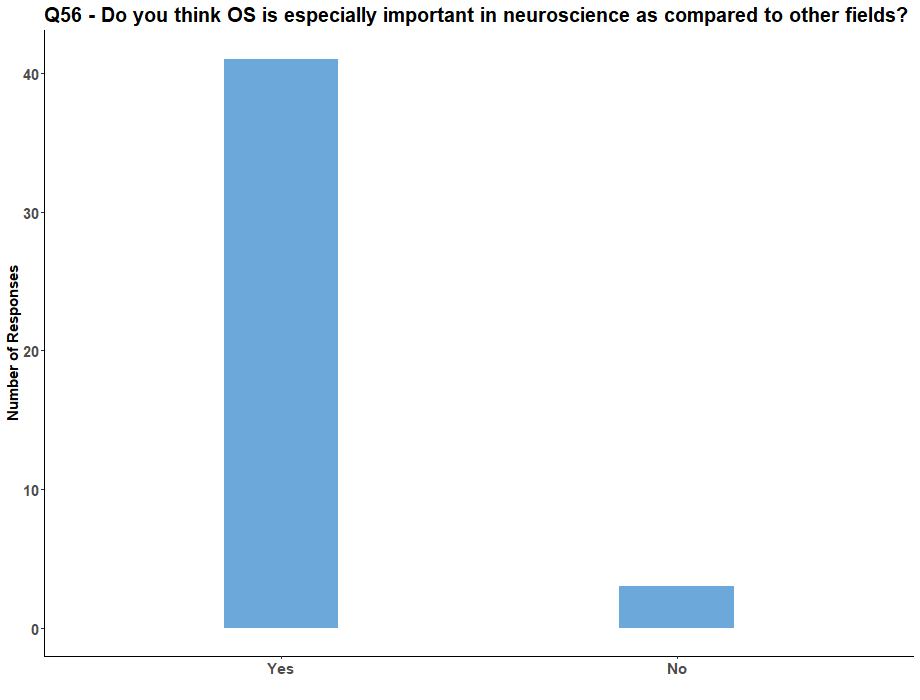 Q56 - Do you think OS is especially important in neuroscience as compared to other fields?
Number of Responses
40
30
20
10
0
Yes
No